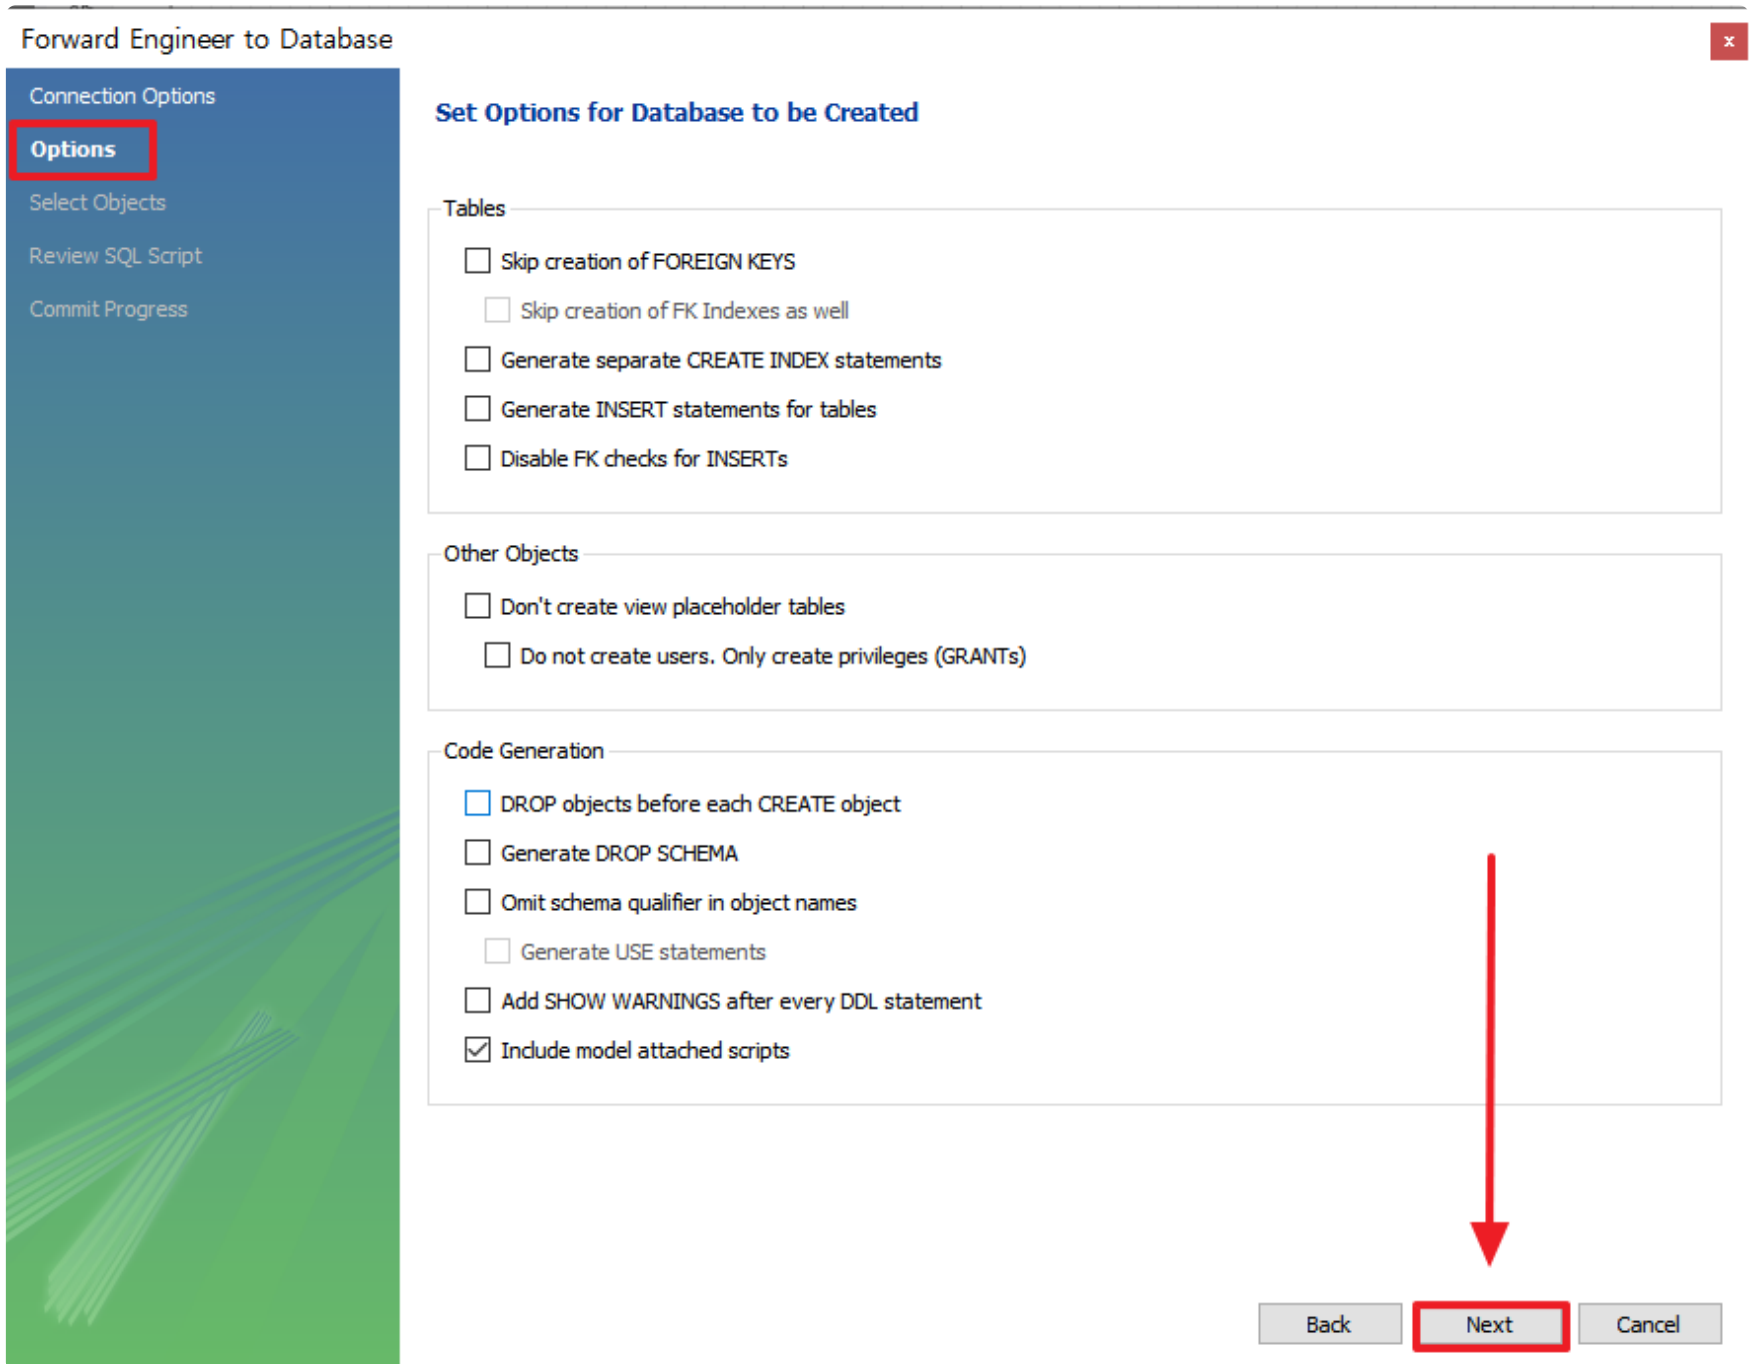 Forward Engineer to Database
x
Connection Options
Options
Select Objects
Review SQL Script
Commit Progress
Set Options for Database to be Created
Tables
Skip creation of FOREIGN KEYS
Skip creation of FK Indexes as well
Generate separate CREATE INDEX statements
Generate INSERT statements for tables
Disable FK checks for INSERTs
Other Objects
Don't create view placeholder tables
Do not create users. Only create privileges (GRANTs)
Code Generation
DROP objects before each CREATE object
Generate DROP SCHEMA
Omit schema qualifier in object names
Generate USE statements
Add SHOW WARNINGS after every DDL statement
Include model attached scripts
Back Next Cancel